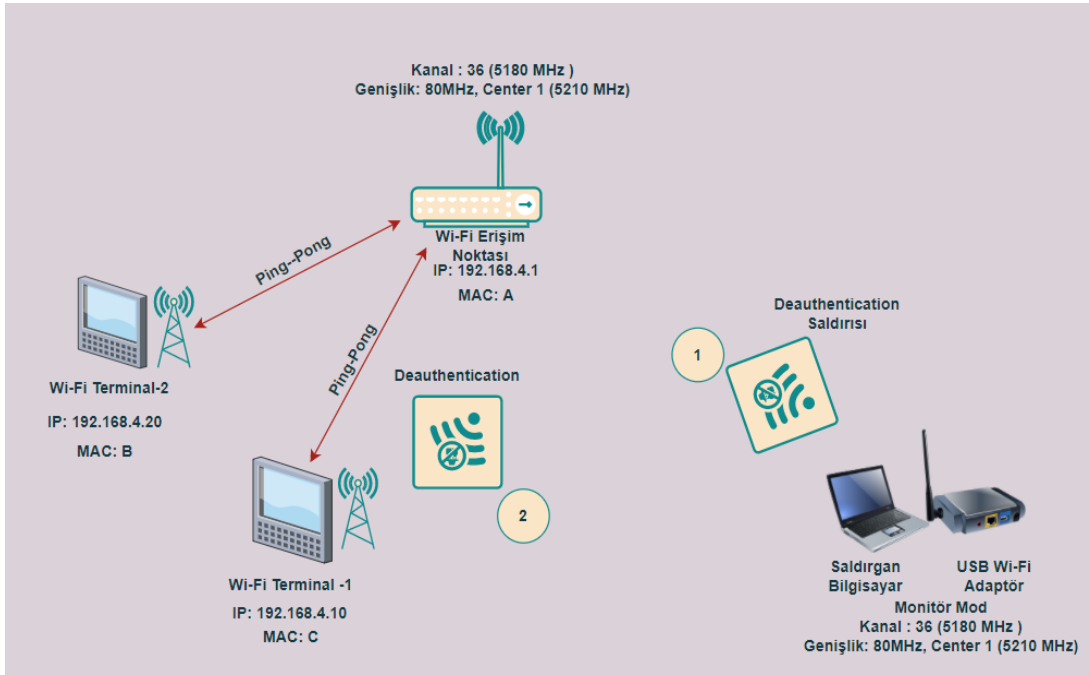 Kanal : 36 (5180 MHz )
Genişlik: 80MHz, Center 1 (5210 MHz)
Wi-Fi Erişim
Noktası
IP: 192.168.4.1
MAC: A
Ping--Pong
Ping-Pong
Wi-Fi Terminal-2
IP: 192.168.4.20
MAC: B
Deauthentication
2
Wi-Fi Terminal -1
IP: 192.168.4.10
MAC: C
Deauthentication
Saldırısı
1
Saldırgan
Bilgisayar
USB Wi-Fi
Adaptör
Monitör Mod
Kanal : 36 (5180 MHz )
Genişlik: 80MHz, Center 1 (5210 MHz)